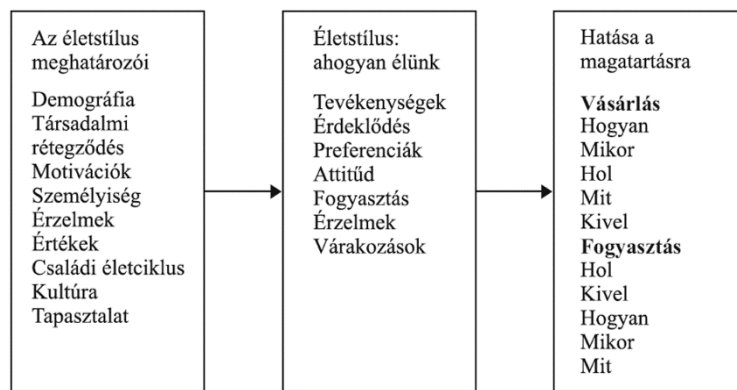 Az életstílus
meghatározói
Demográfia
Társadalmi
rétegződés
Motivációk
Személyiség
Érzelmek
Értékek
Családi életciklus
Kultúra
Tapasztalat
Életstílus:
ahogyan élünk
Tevékenységek
Érdeklődés
Preferenciák
Attitűd
Fogyasztás
Érzelmek
Várakozások
Hatása a
magatartásra
Vásárlás
Hogyan
Mikor
Hol
Mit
Kivel
Fogyasztás
Hol
Kivel
Hogyan
Mikor
Mit